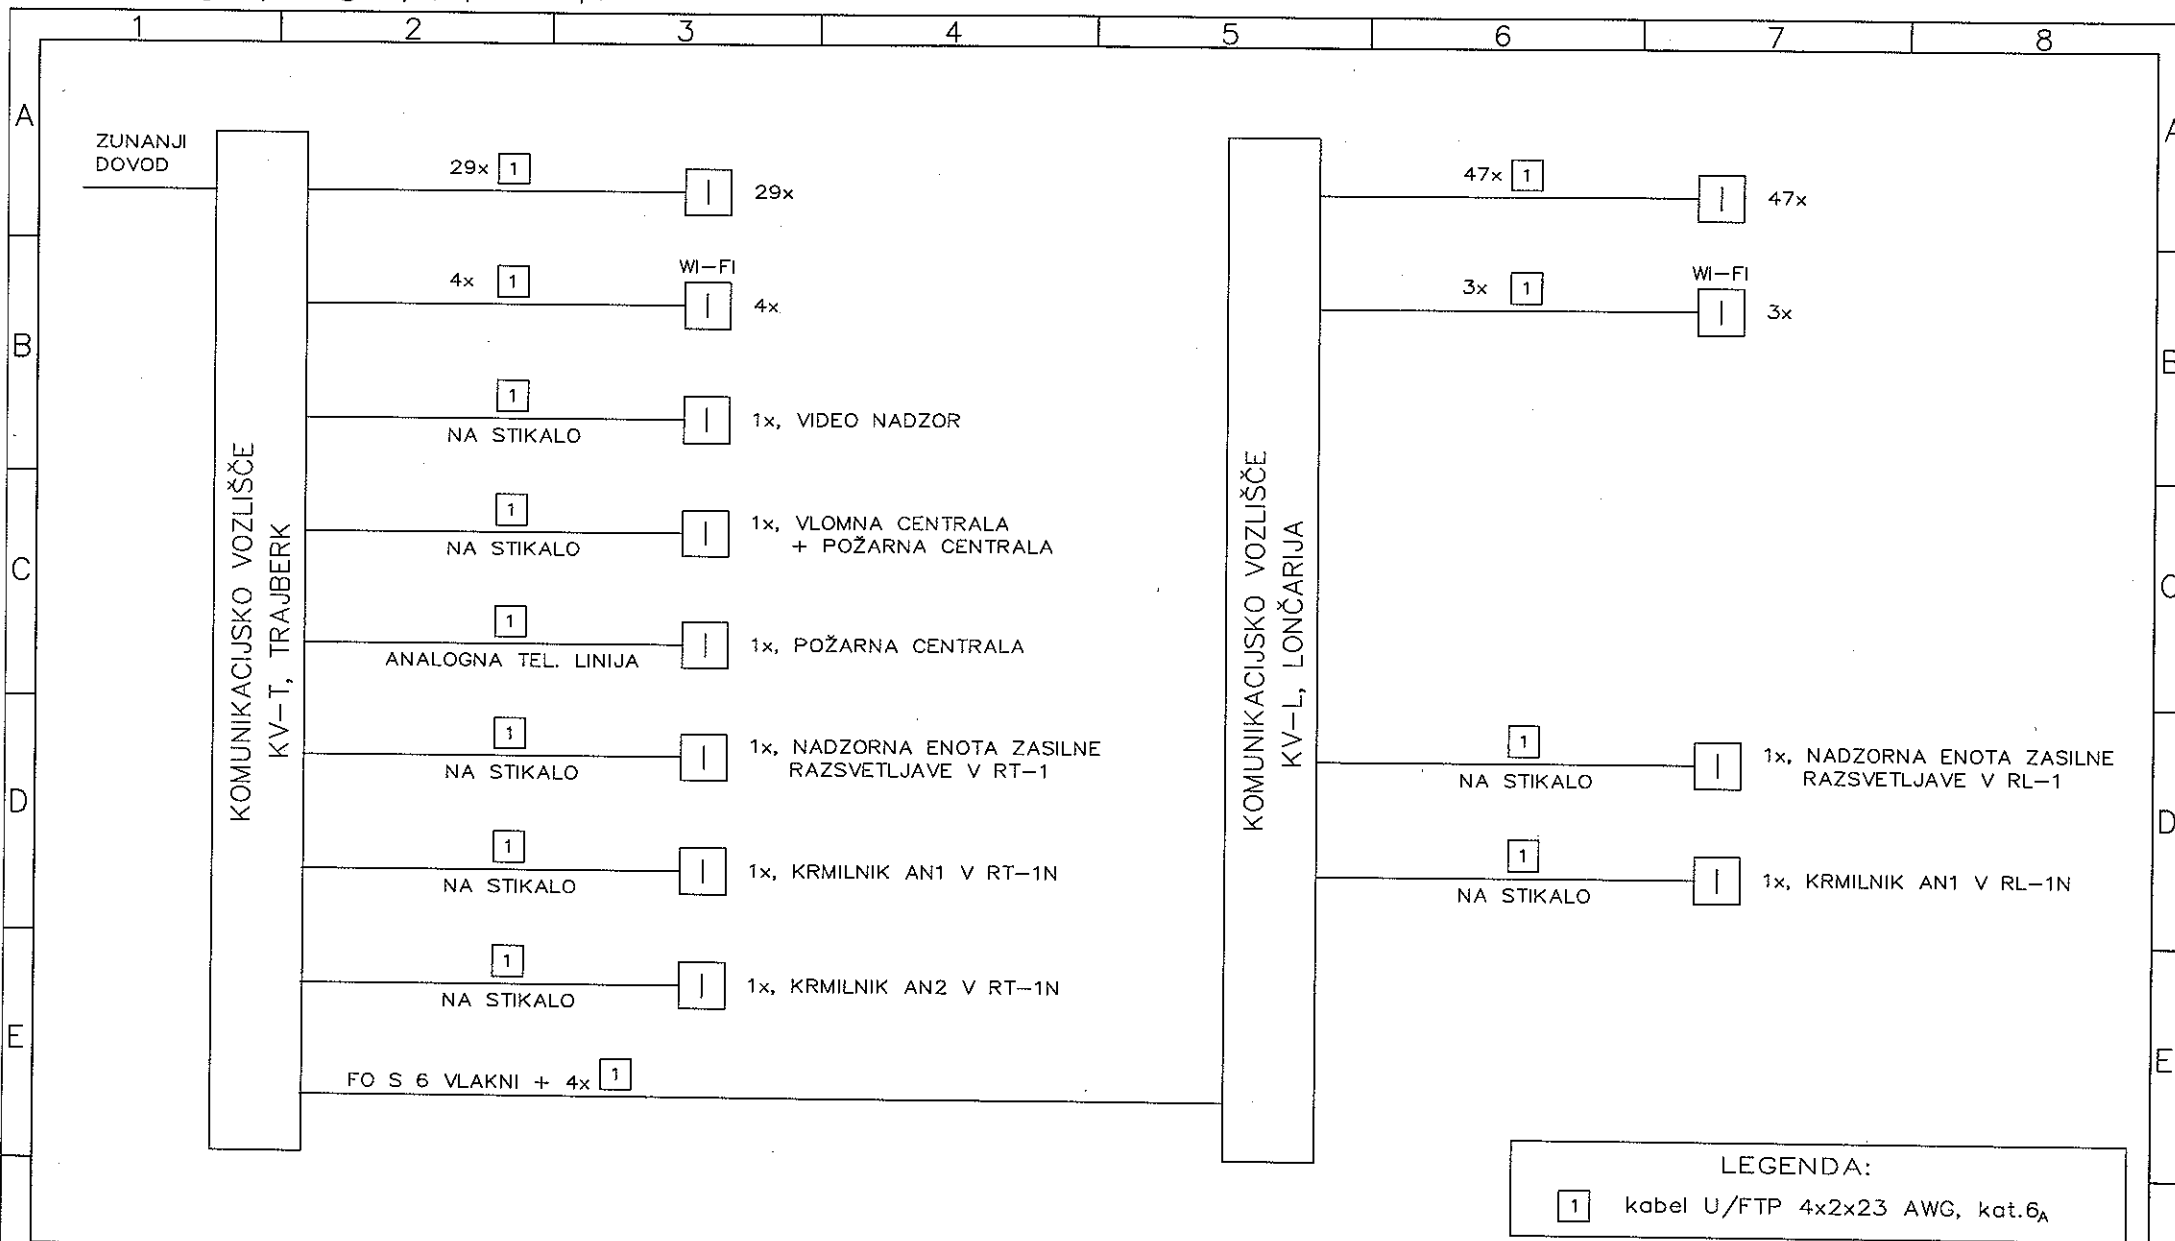 1 2 3 4 5 6 7 8
A
B
C
D
E
ZUNANJI
DOVOD
KOMUNIKACIJSKO VOZLIŠČE
KV-T, TRAJBERK
29x 1
29x
4x 1
WI-FI
4x
1
NA STIKALO
1x, VIDEO NADZOR
1
NA STIKALO
1x, VLOMNA CENTRALA
+ POŽARNA CENTRALA
1
ANALOGNA TEL. LINIJA
1x, POŽARNA CENTRALA
1
NA STIKALO
1x, NADZORNA ENOTA ZASILNE
RAZSVETLJAVE V RT-1
1
NA STIKALO
1x, KRMILNIK AN1 V RT-1N
1
NA STIKALO
1x, KRMILNIK AN2 V RT-1N
FO S 6 VLAKNI + 4x 1
KOMUNIKACIJSKO VOZLIŠČE
KV-L, LONČARIJA
47x 1
47x
3x 1
WI-FI
3x
1
NA STIKALO
1x, NADZORNA ENOTA ZASILNE
RAZSVETLJAVE V RL-1
1
NA STIKALO
1x, KRMILNIK AN1 V RL-1N
A
B
C
D
E
LEGENDA:
1 kabel U/FTP 4x2x23 AWG, kat.6A